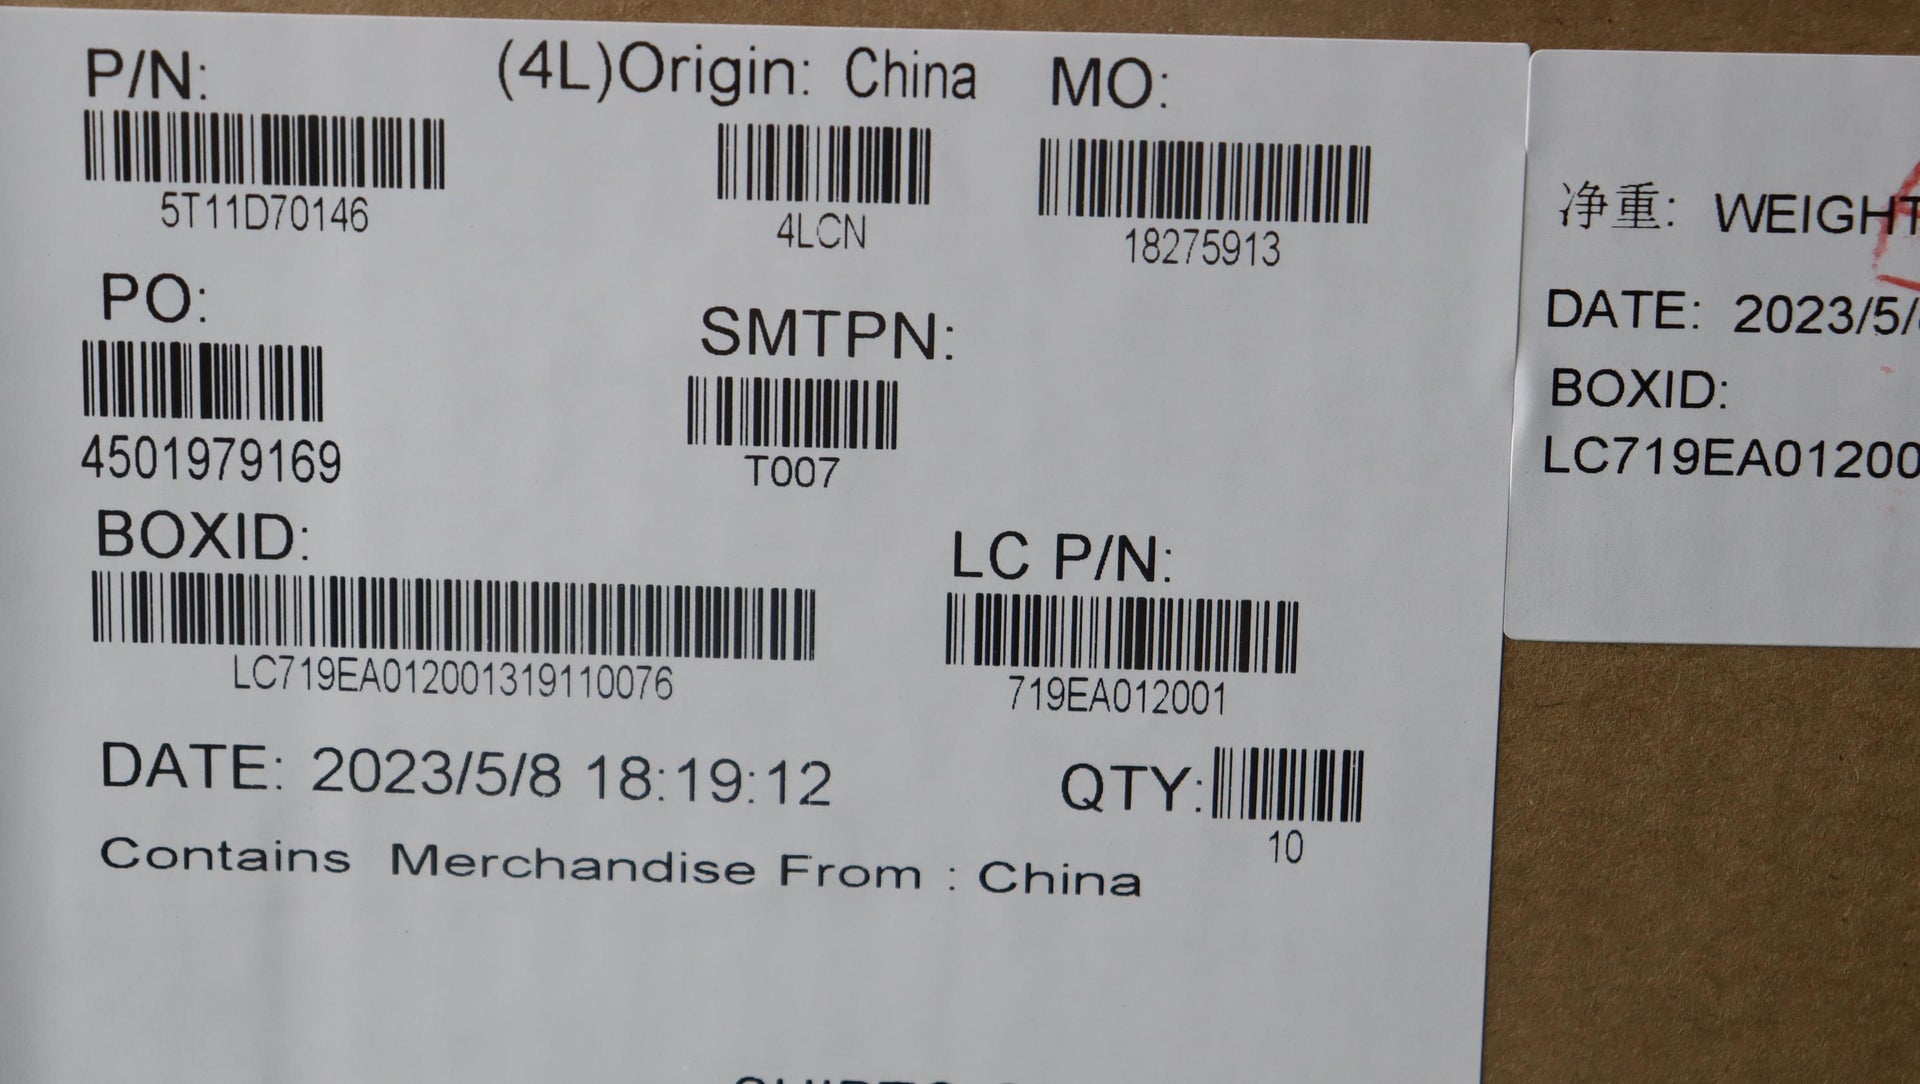 P/N: (4L)Origin: China MO:
5T11D70146 4LCN 18275913
PO: SMTPN:
4501979169 T007
BOXID: LC P/N:
LC719EA012001319110076 719EA012001
DATE: 2023/5/8 18:19:12 QTY:
10
Contains Merchandise From : China
净重: WEIGHT
DATE: 2023/5/
BOXID:
LC719EA01200